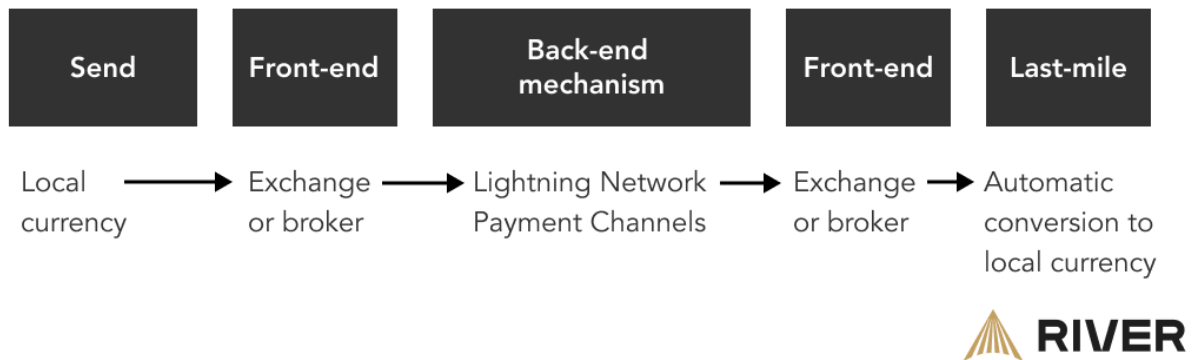 Send
Front-end
Back-end
mechanism
Front-end
Last-mile
Local
currency
Exchange
or broker
Lightning Network
Payment Channels
Exchange
or broker
Automatic
conversion to
local currency
RIVER